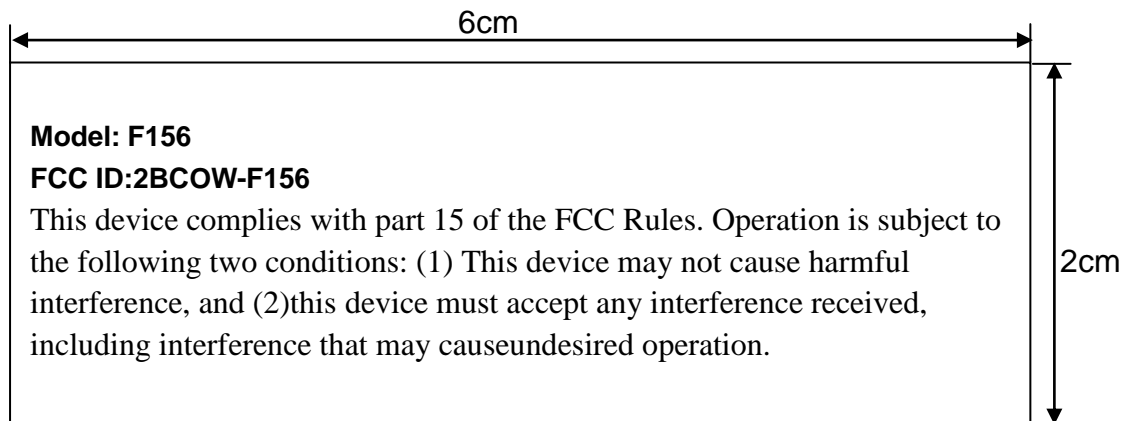 6cm
Model: F156
FCC ID:2BCOW-F156
This device complies with part 15 of the FCC Rules. Operation is subject to
the following two conditions: (1) This device may not cause harmful
interference, and (2)this device must accept any interference received,
including interference that may causeundesired operation.
2cm